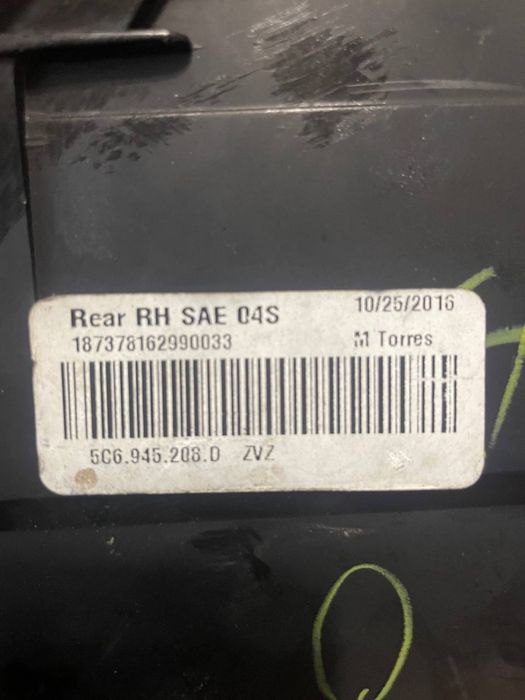 Rear RH SAE 04S 10/25/2016
187378162990033 M Torres
5C6.945.208.D ZVZ